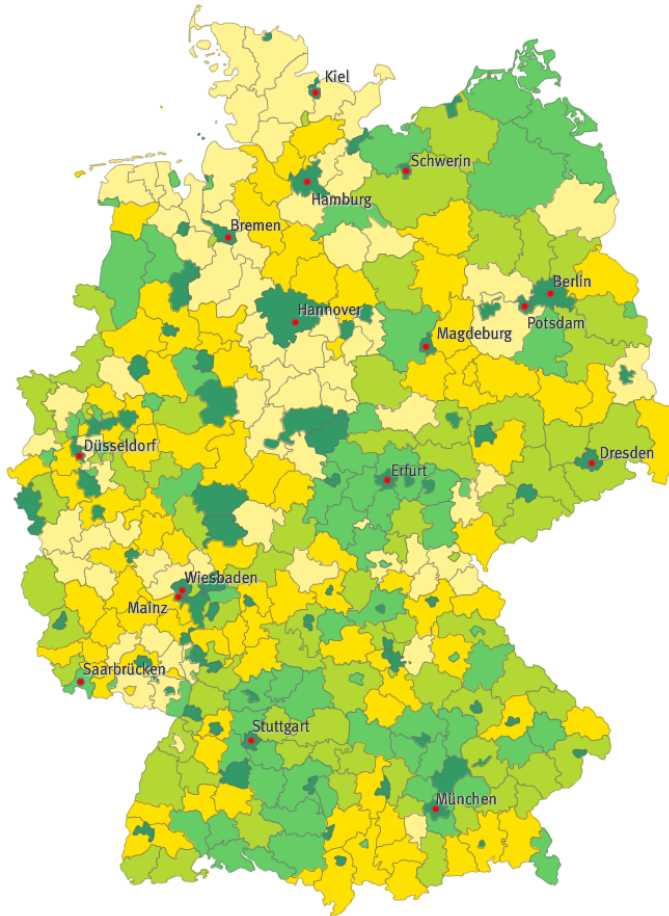 Kiel
Schwerin
Hamburg
Bremen
Berlin
Hannover
Potsdam
Magdeburg
Düsseldorf
Dresden
Erfurt
Wiesbaden
Mainz
Saarbrücken
Stuttgart
München